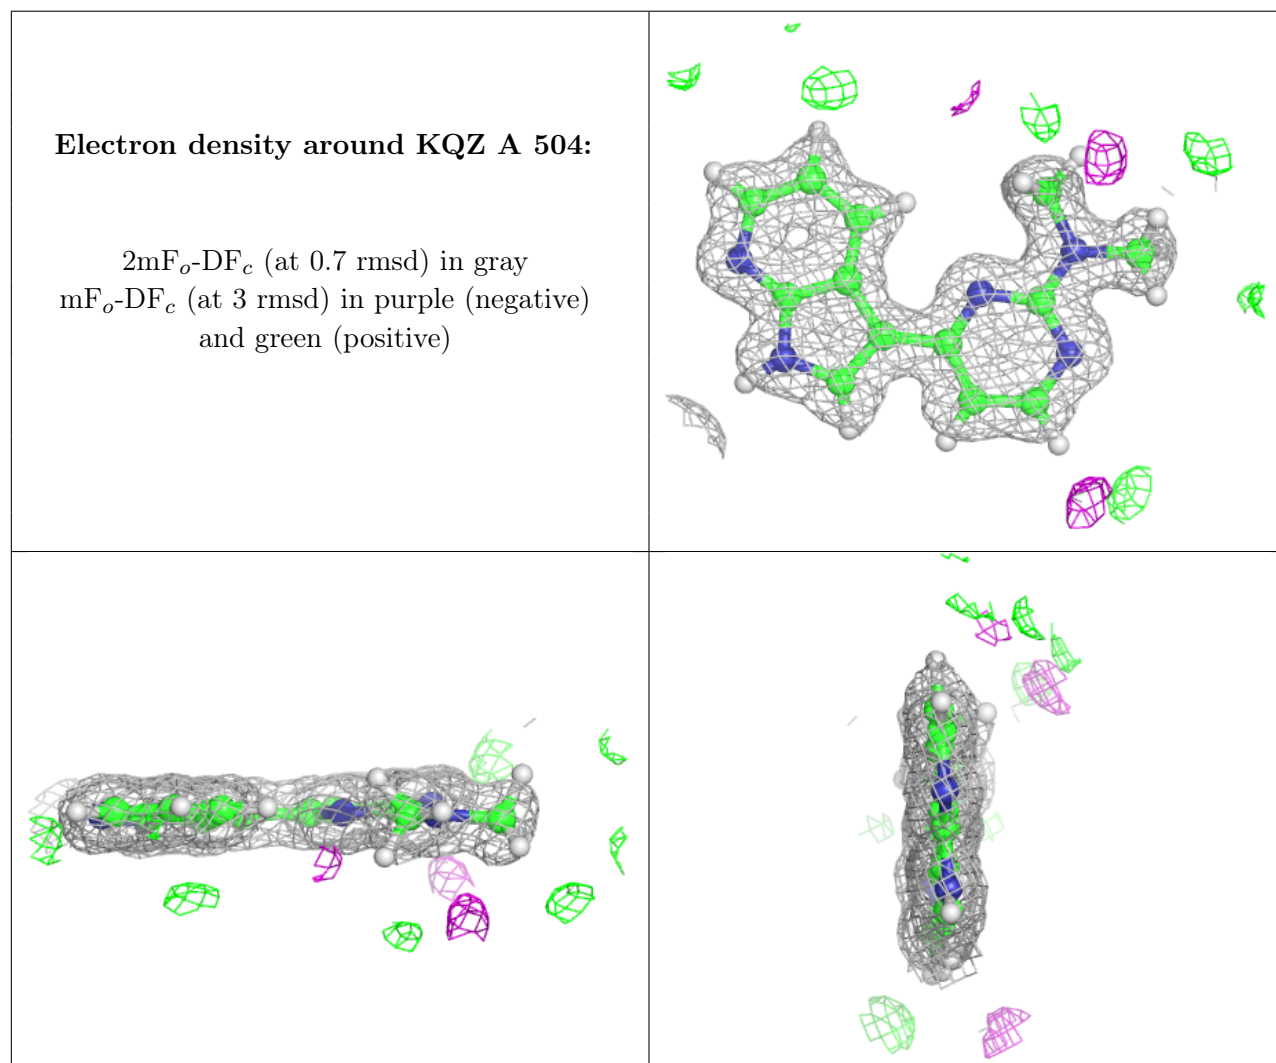 Electron density around KQZ A 504:
2mFₒ-DF𝒸 (at 0.7 rmsd) in gray
mFₒ-DF𝒸 (at 3 rmsd) in purple (negative)
and green (positive)